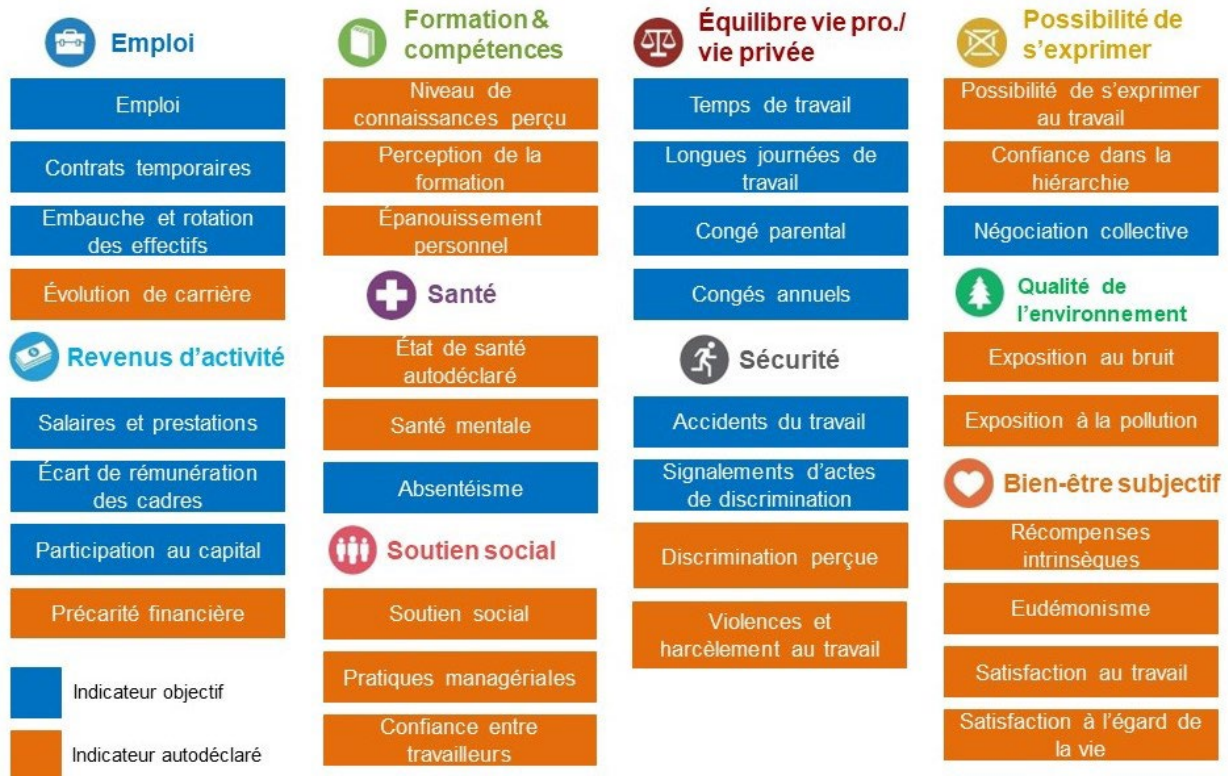 Emploi
Emploi
Contrats temporaires
Embauche et rotation
des effectifs
Évolution de carrière
Revenus d'activité
Salaires et prestations
Écart de rémunération
des cadres
Participation au capital
Précarité financière
Indicateur objectif
Indicateur autodéclaré
Formation &
compétences
Niveau de
connaissances perçu
Perception de la
formation
Épanouissement
personnel
Santé
État de santé
autodéclaré
Santé mentale
Absentéisme
Soutien social
Soutien social
Pratiques managériales
Confiance entre
travailleurs
Équilibre vie pro./
vie privée
Temps de travail
Longues journées de
travail
Congé parental
Congés annuels
Sécurité
Accidents du travail
Signalements d'actes
de discrimination
Discrimination perçue
Violences et
harcèlement au travail
Possibilité de
s'exprimer
Possibilité de s'exprimer
au travail
Confiance dans la
hiérarchie
Négociation collective
Qualité de
l'environnement
Exposition au bruit
Exposition à la pollution
Bien-être subjectif
Récompenses
intrinsèques
Eudémonisme
Satisfaction au travail
Satisfaction à l'égard de
la vie